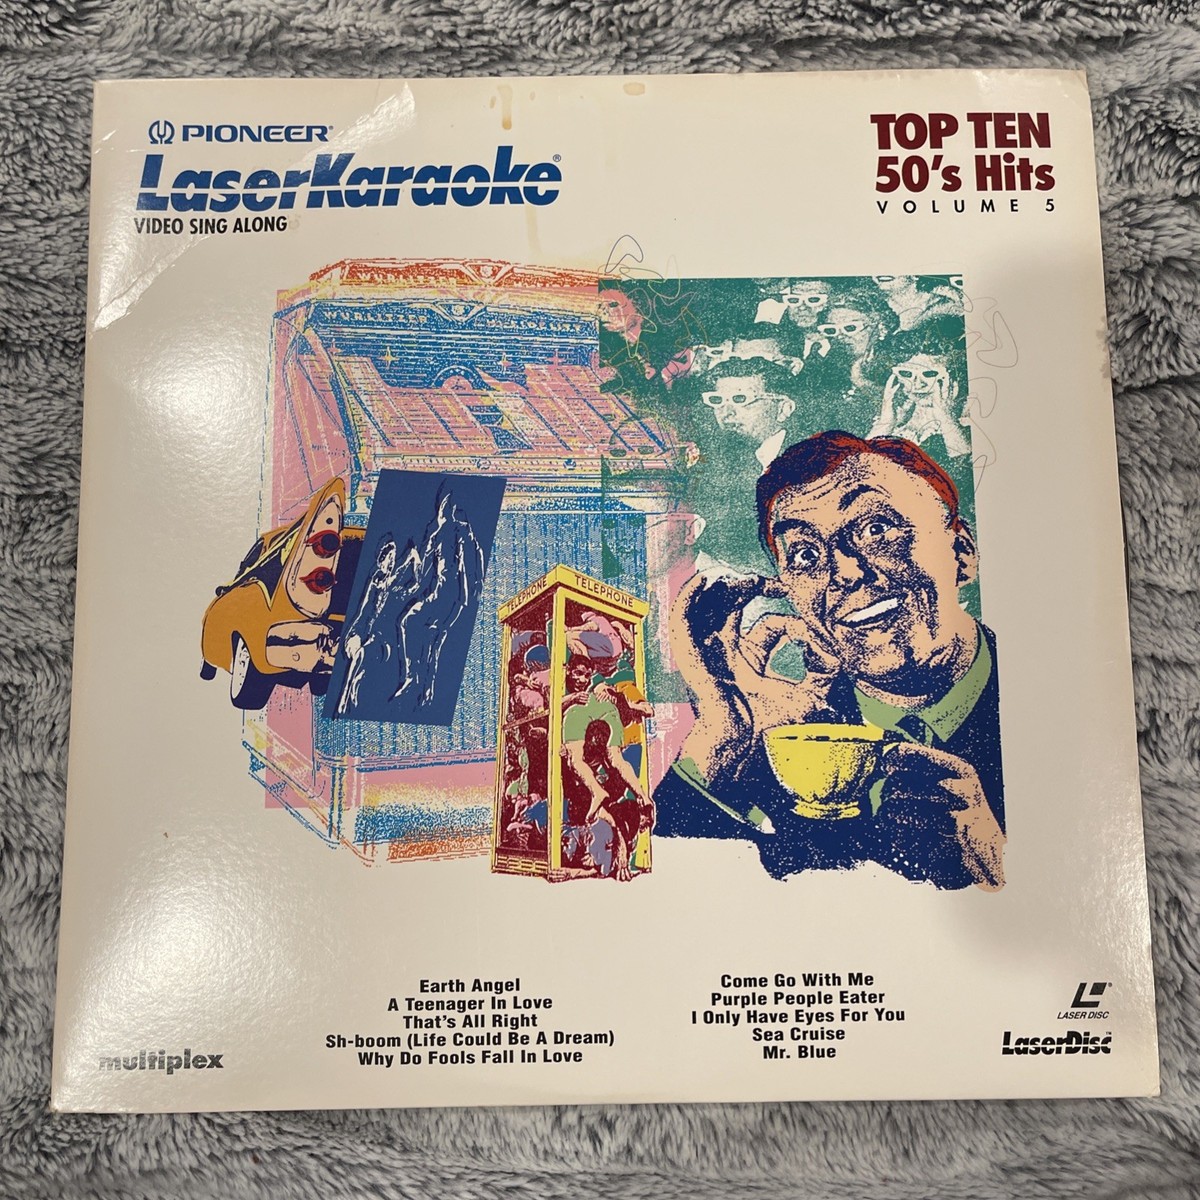 PIONEER®
LaserKaraoke®
VIDEO SING ALONG
TOP TEN
50's Hits
VOLUME 5
WURLITZER
TELEPHONE
TELEPHONE
Earth Angel
A Teenager In Love
That's All Right
Sh-boom (Life Could Be A Dream)
Why Do Fools Fall In Love
Come Go With Me
Purple People Eater
I Only Have Eyes For You
Sea Cruise
Mr. Blue
multiplex
LASER DISC
LaserDisc™